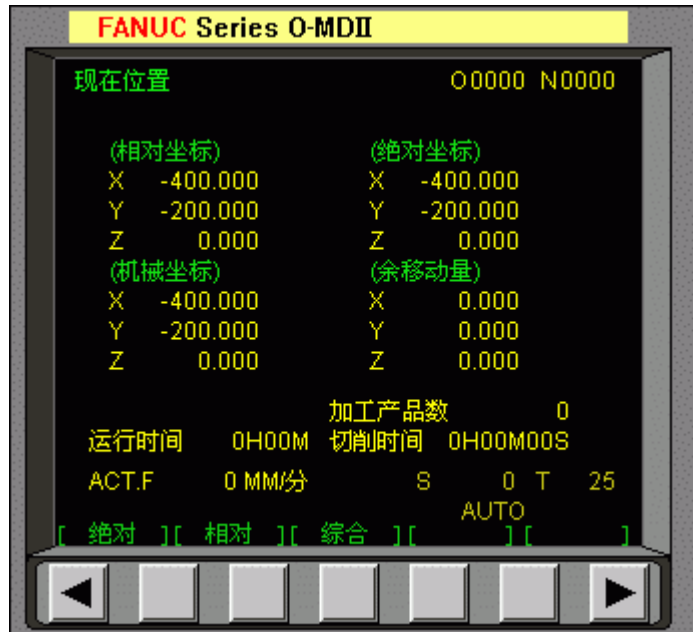 FANUC Series O-MDII
现在位置 O0000 N0000
(相对坐标) (绝对坐标)
X -400.000 X -400.000
Y -200.000 Y -200.000
Z 0.000 Z 0.000
(机械坐标) (余移动量)
X -400.000 X 0.000
Y -200.000 Y 0.000
Z 0.000 Z 0.000
加工产品数 0
运行时间 0H00M 切削时间 0H00M00S
ACT.F 0 MM/分 S 0 T 25
AUTO
[ 绝对 ][ 相对 ][ 综合 ][ ][ ]